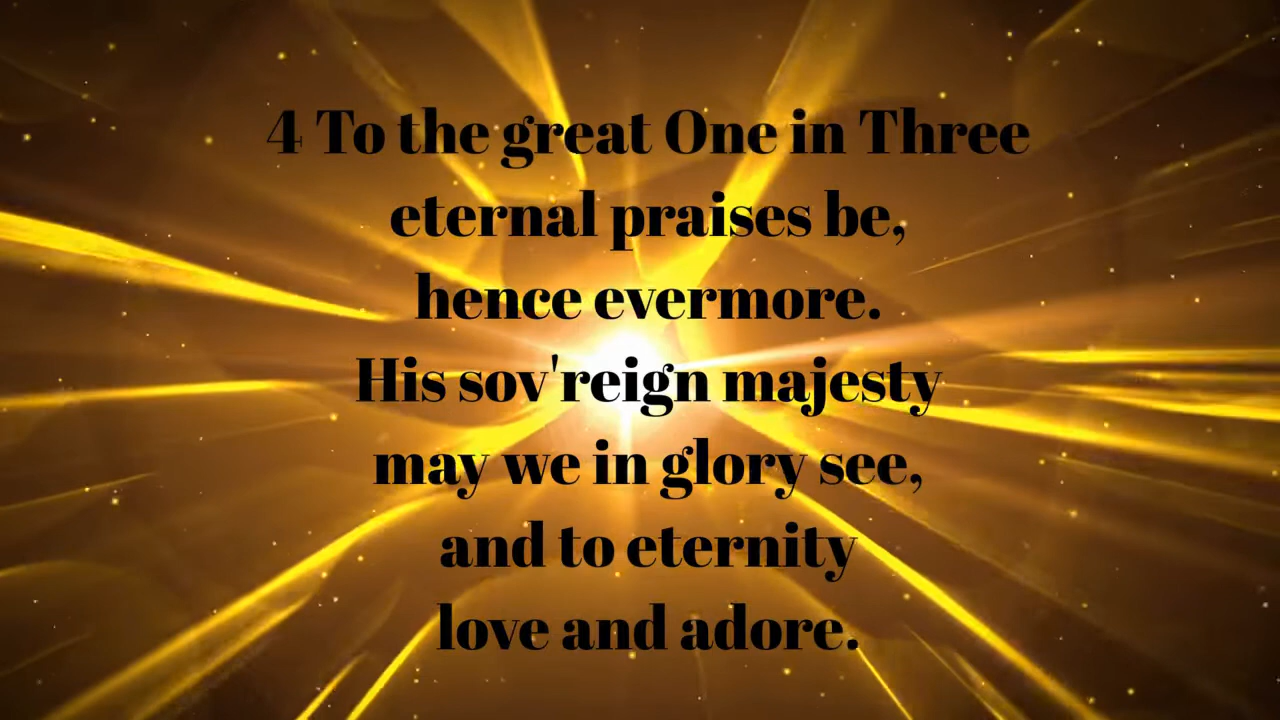 4 To the great One in Three
eternal praises be,
hence evermore.
His sov'reign majesty
may we in glory see,
and to eternity
love and adore.